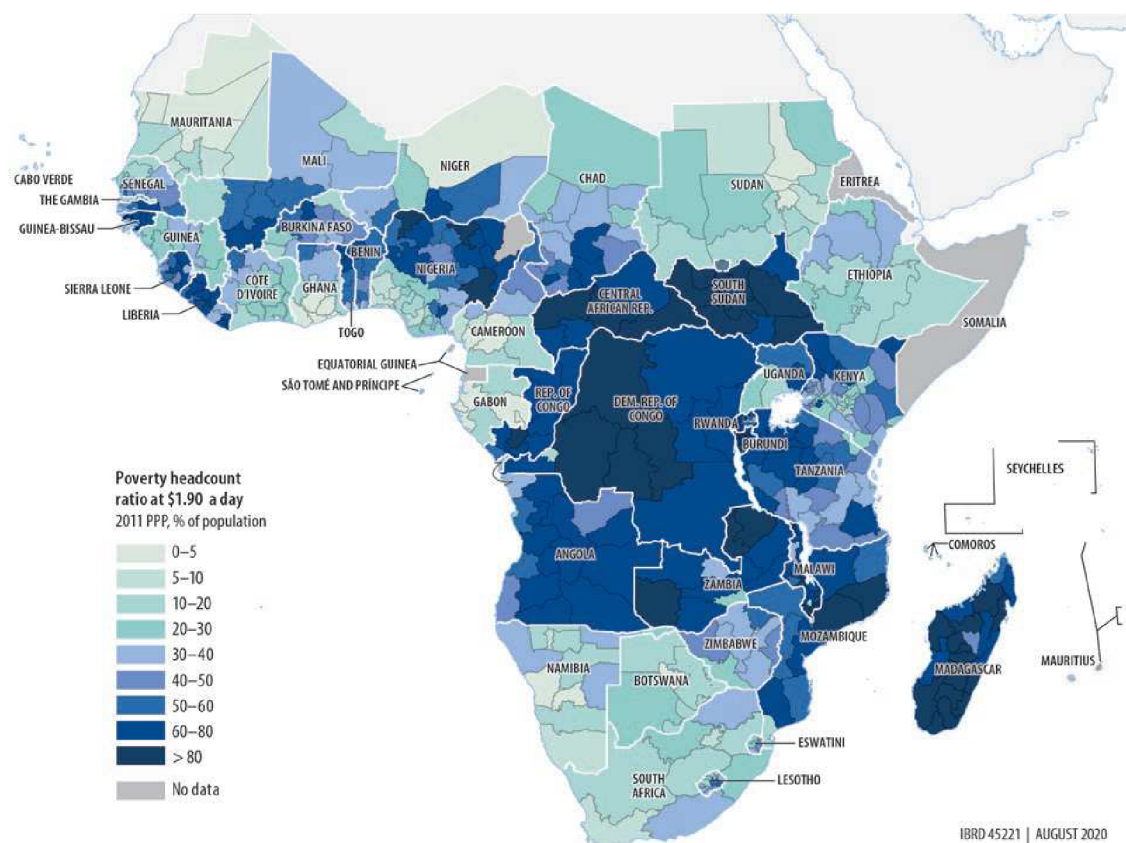 MAURITANIA
MALI
NIGER
CHAD
SUDAN
ERITREA
CABO VERDE
SENEGAL
THE GAMBIA
GUINEA-BISSAU
GUINEA
BURKINA FASO
BENIN
NIGERIA
SIERRA LEONE
CÔTE
D'IVOIRE
GHANA
LIBERIA
TOGO
CENTRAL
AFRICAN REP.
SOUTH
SUDAN
ETHIOPIA
SOMALIA
CAMEROON
EQUATORIAL GUINEA
SÃO TOMÉ AND PRÍNCIPE
GABON
REP. OF
CONGO
DEM. REP. OF
CONGO
UGANDA
KENYA
RWANDA
BURUNDI
TANZANIA
SEYCHELLES
COMOROS
ANGOLA
ZAMBIA
MALAWI
MOZAMBIQUE
ZIMBABWE
MADAGASCAR
MAURITIUS
NAMIBIA
BOTSWANA
ESWATINI
LESOTHO
SOUTH
AFRICA
Poverty headcount
ratio at $1.90 a day
2011 PPP, % of population
0–5
5–10
10–20
20–30
30–40
40–50
50–60
60–80
> 80
No data
IBRD 45221 | AUGUST 2020